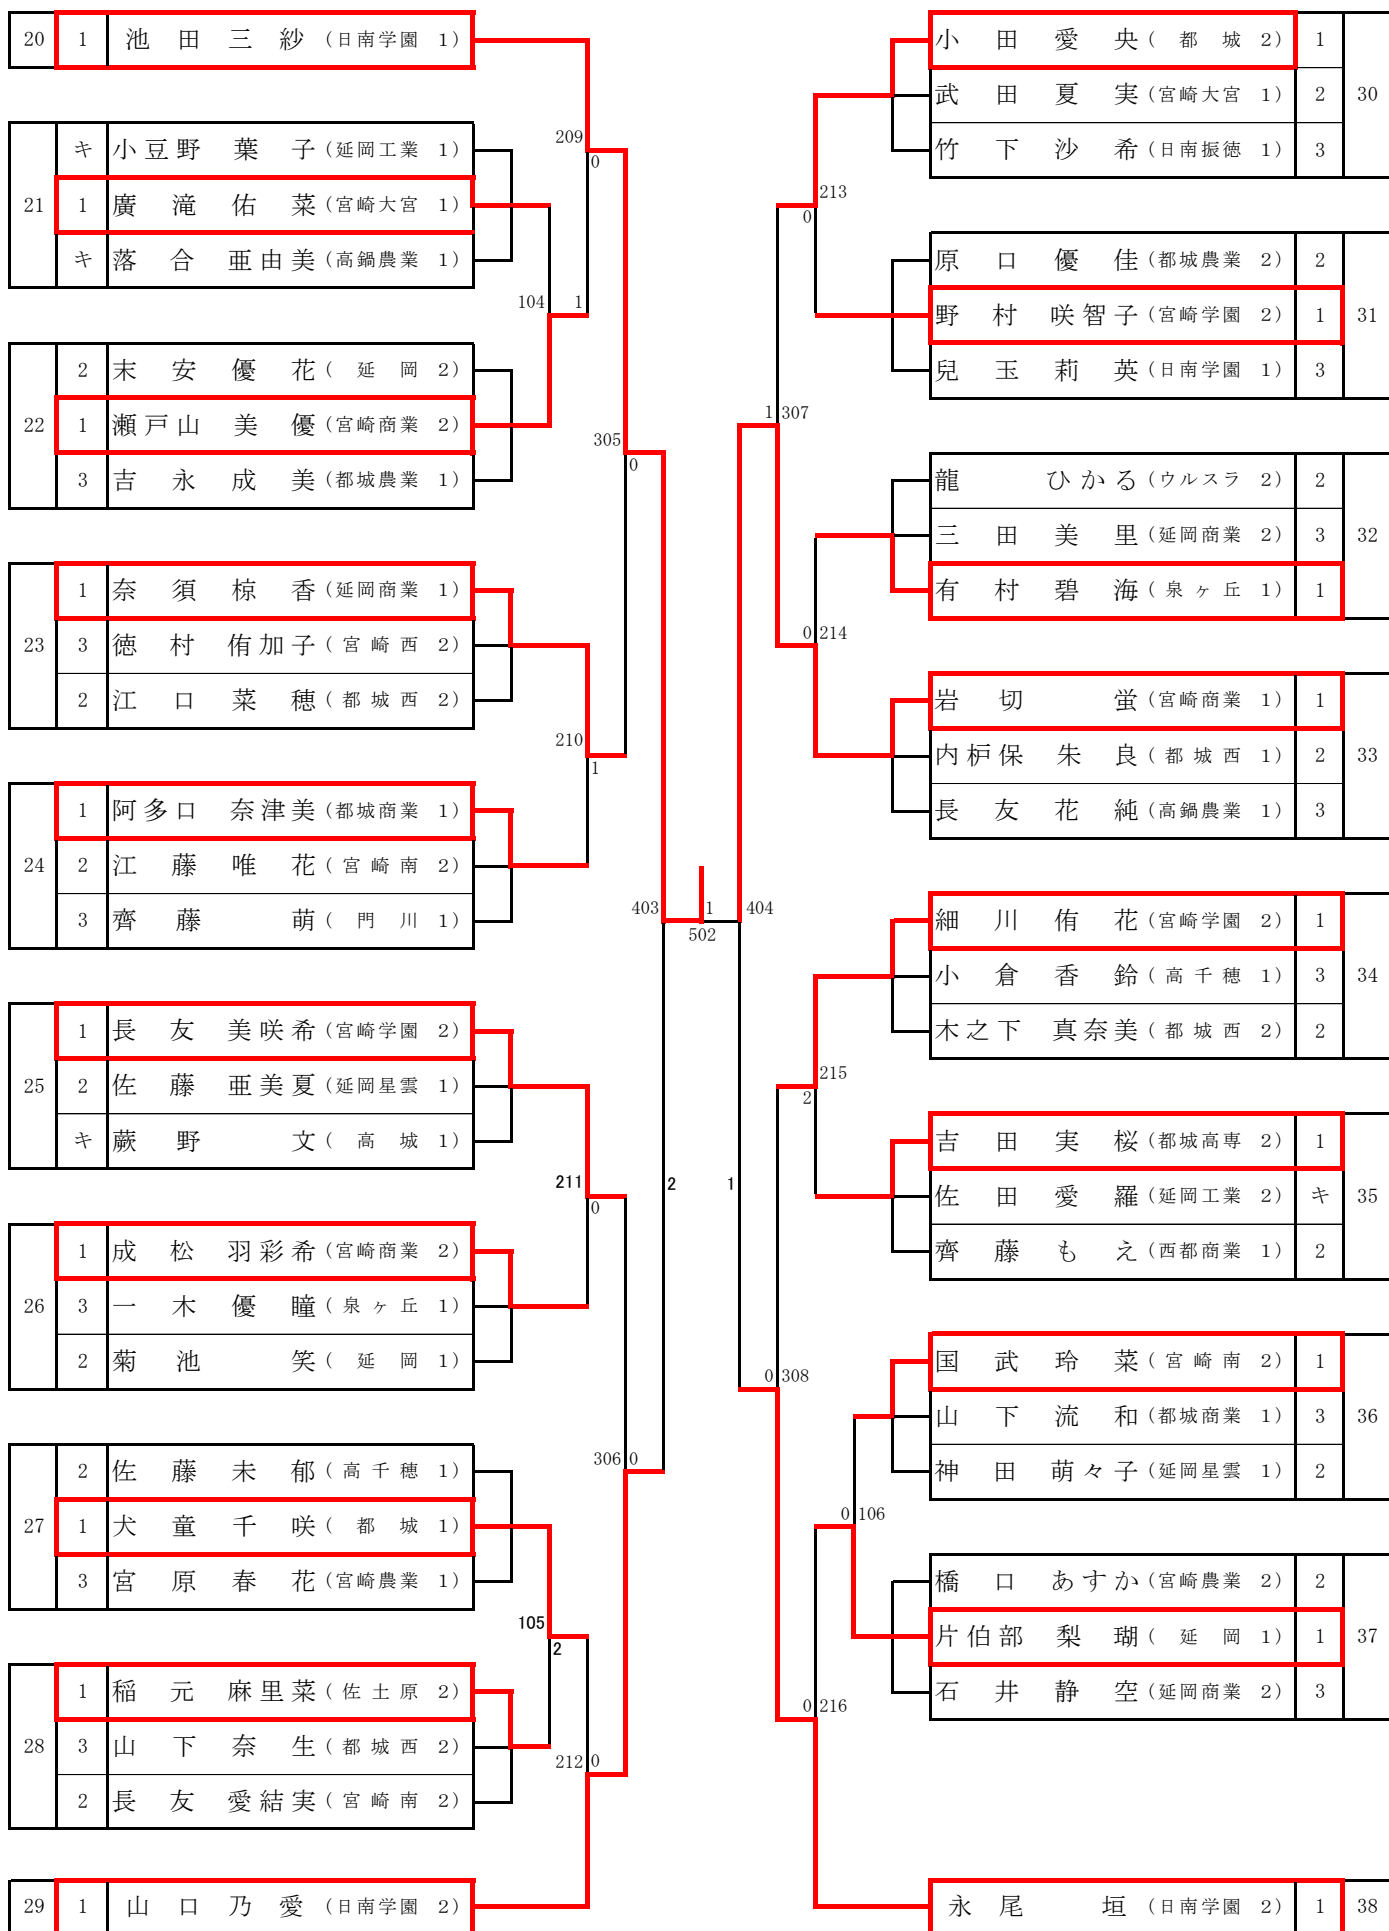 20 1 池田三紗 (日南学園 1)
キ 小豆野葉子 (延岡工業 1)
21 1 廣滝佑菜 (宮崎大宮 1)
キ 落合亜由美 (高鍋農業 1)
2 末安優花 (延岡 2)
22 1 瀬戸山美優 (宮崎商業 2)
3 吉永成美 (都城農業 1)
1 奈須椋香 (延岡商業 1)
23 3 徳村侑加子 (宮崎西 2)
2 江口菜穂 (都城西 2)
1 阿多口奈津美 (都城商業 1)
24 2 江藤唯花 (宮崎南 2)
3 齊藤萌 (門川 1)
1 長友美咲希 (宮崎学園 2)
25 2 佐藤亜美夏 (延岡星雲 1)
キ 蕨野文 (高城 1)
1 成松羽彩希 (宮崎商業 2)
26 3 一木優瞳 (泉ヶ丘 1)
2 菊池笑 (延岡 1)
2 佐藤未郁 (高千穂 1)
27 1 犬童千咲 (都城 1)
3 宮原春花 (宮崎農業 1)
1 稲元麻里菜 (佐土原 2)
28 3 山下奈生 (都城西 2)
2 長友愛結実 (宮崎南 2)
29 1 山口乃愛 (日南学園 2)
209
0
104
1
305
0
210
1
403
1
502
404
2
1
211
0
306
0
105
2
212
0
213
0
1
307
0
214
215
2
0
308
0
106
0
216
小田愛央 (都城 2) 1
武田夏実 (宮崎大宮 1) 2 30
竹下沙希 (日南振徳 1) 3
原口優佳 (都城農業 2) 2
野村咲智子 (宮崎学園 2) 1 31
兒玉莉英 (日南学園 1) 3
龍ひかる (ウルスラ 2) 2
三田美里 (延岡商業 2) 3 32
有村碧海 (泉ヶ丘 1) 1
岩切蛍 (宮崎商業 1) 1
内枦保朱良 (都城西 1) 2 33
長友花純 (高鍋農業 1) 3
細川侑花 (宮崎学園 2) 1
小倉香鈴 (高千穂 1) 3 34
木之下真奈美 (都城西 2) 2
吉田実桜 (都城高専 2) 1
佐田愛羅 (延岡工業 2) キ 35
齊藤もえ (西都商業 1) 2
国武玲菜 (宮崎南 2) 1
山下流和 (都城商業 1) 3 36
神田萌々子 (延岡星雲 1) 2
橋口あすか (宮崎農業 2) 2
片伯部梨瑚 (延岡 1) 1 37
石井静空 (延岡商業 2) 3
永尾垣 (日南学園 2) 1 38